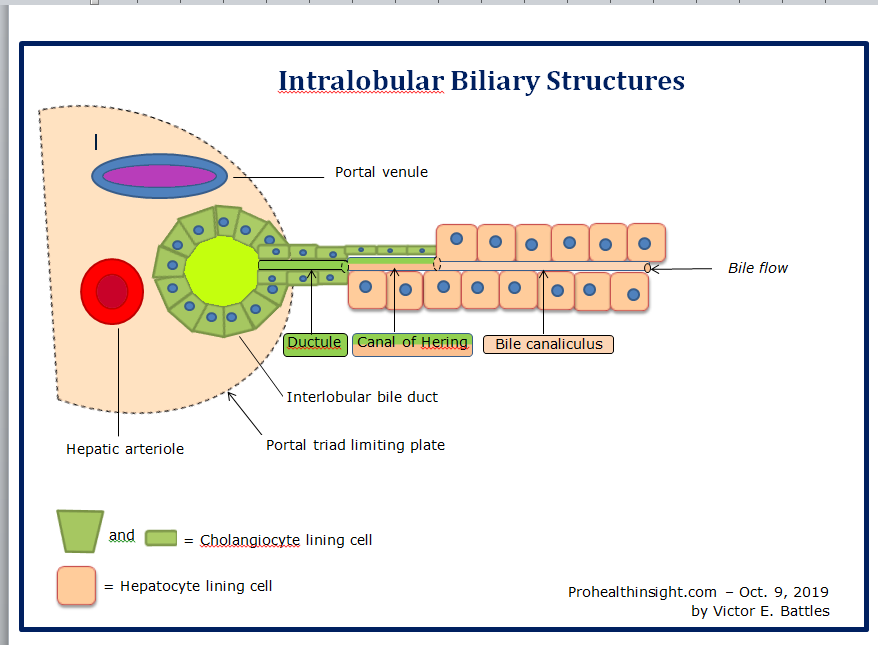 Intralobular Biliary Structures
Portal venule
Bile flow
Ductule
Canal of Hering
Bile canaliculus
Interlobular bile duct
Portal triad limiting plate
Hepatic arteriole
and = Cholangiocyte lining cell
= Hepatocyte lining cell
Prohealthinsight.com – Oct. 9, 2019
by Victor E. Battles